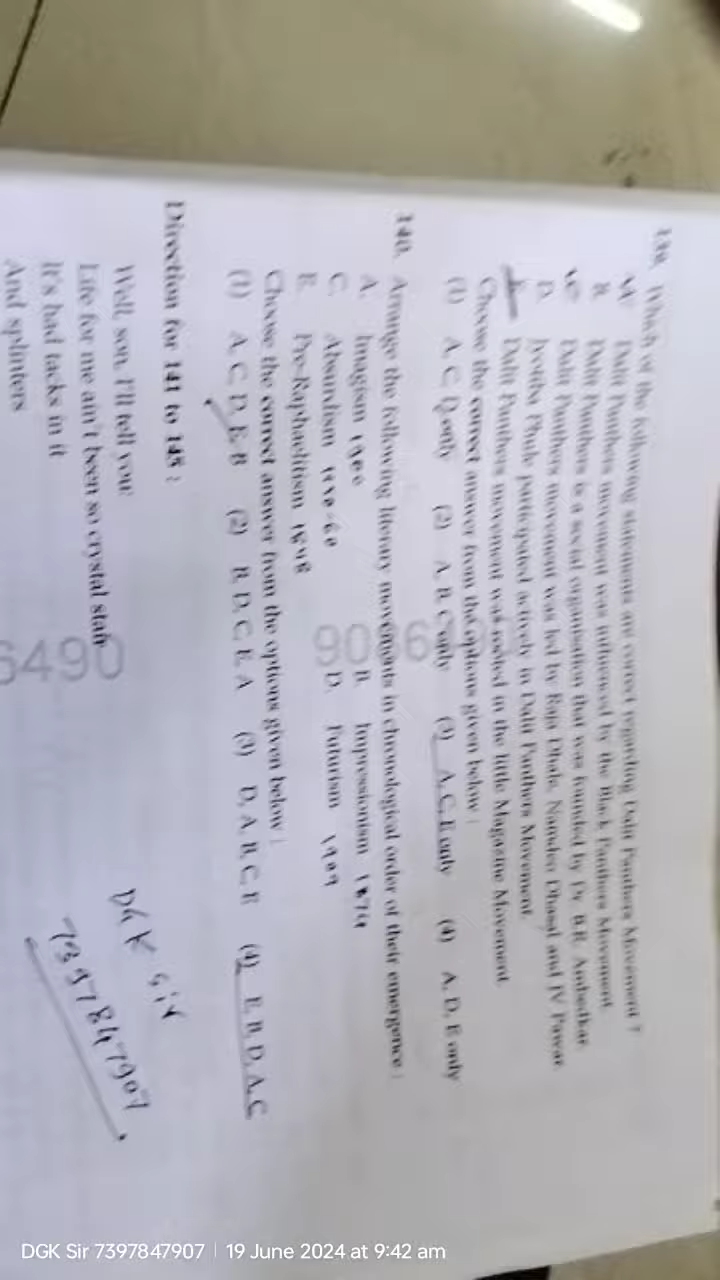 139. Which of the following statements are correct regarding Dalit Panthers Movement ?
A. Dalit Panthers movement was influenced by the Black Panthers Movement.
B. Dalit Panthers is a social organisation that was founded by Dr. B.R. Ambedkar.
C. Dalit Panthers movement was led by Raja Dhale, Namdeo Dhasal and JV Pawar.
D. Jyotiba Phule participated actively in Dalit Panthers Movement.
Dalit Panthers movement was rooted in the little Magazine Movement.
Choose the correct answer from the options given below :
(1) A, C, D only (2) A, B, C only (3) A, C, E only (4) A, D, E only
140. Arrange the following literary movements in chronological order of their emergence :
A. Imagism B. Impressionism 1874
C. Absurdism D. Futurism 1909
E. Pre-Raphaelitism 1848
Choose the correct answer from the options given below :
(1) A, C, D, E, B (2) B, D, C, E, A (3) D, A, B, C, E (4) E, B, D, A, C
Direction for 141 to 145 :
Well, son, I'll tell you:
Life for me ain't been so crystal stair
It's had tacks in it
And splinters
6490
DGK Sir
7397847907
DGK Sir 7397847907 | 19 June 2024 at 9:42 am